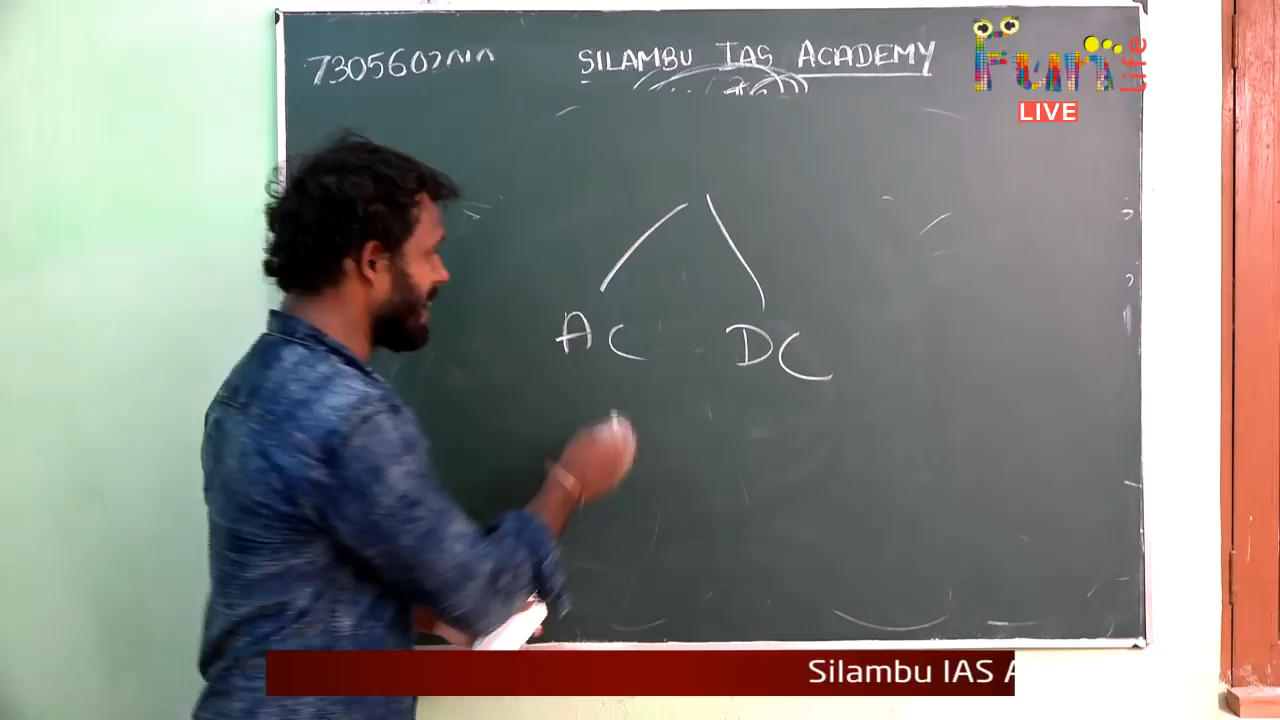 SILAMBU IAS ACADEMY
Fun Life
LIVE
AC DC
Silambu IAS